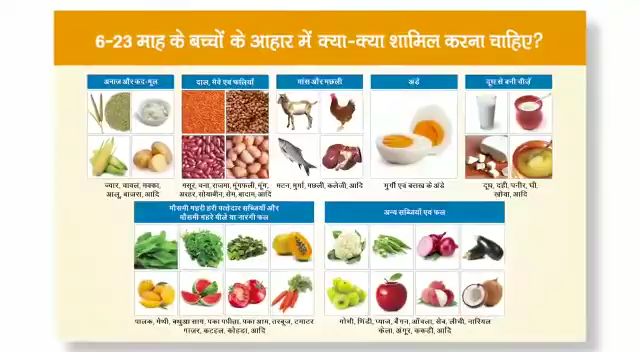 6-23 माह के बच्चों के आहार में क्या-क्या शामिल करना चाहिए?
अनाज और कंद-मूल
ज्वार, चावल, मक्का,
आलू, बाजरा, आदि
दाल, मेवे एवं फलियाँ
मसूर, चना, राजमा, मूंगफली, मूंग,
अरहर, सोयाबीन, सेम, बादाम, आदि
मांस और मछली
मटन, मुर्गा, मछली, कलेजी, आदि
अंडे
मुर्गी एवं बतख के अंडे
दूध से बनी चीज़ें
दूध, दही, पनीर, घी,
खोवा, आदि
मौसमी गहरी हरी पत्तेदार सब्जियाँ और
मौसमी गहरे पीले या नारंगी फल
पालक, मेथी, बथुआ साग, पका पपीता, पका आम, तरबूज, टमाटर
गाजर, कटहल, कोहडा, आदि
अन्य सब्जियाँ एवं फल
गोभी, भिंडी, प्याज, बैंगन, आँवला, सेब, लीची, नारियल
केला, अंगूर, ककड़ी, आदि